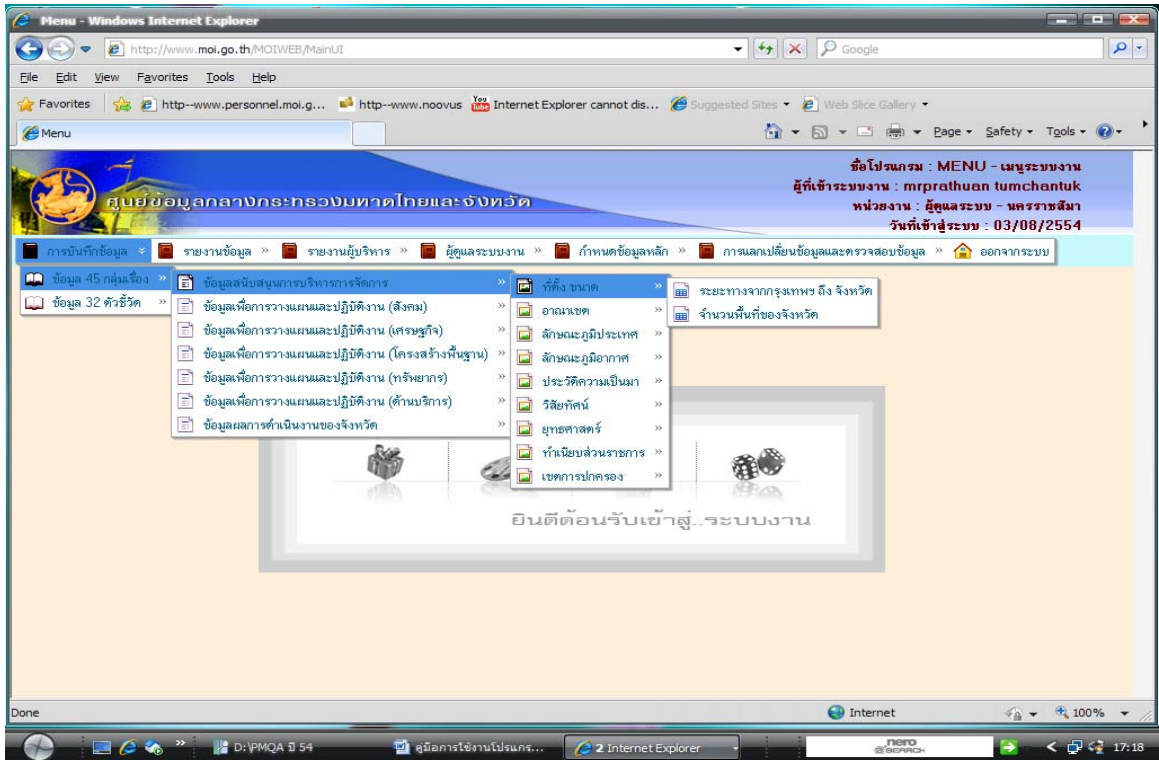 Menu - Windows Internet Explorer
http://www.moi.go.th/MOIWEB/MainUI
Google
File Edit View Favorites Tools Help
Favorites http--www.personnel.moi.g... http--www.noovus You Tube Internet Explorer cannot dis... Suggested Sites Web Slice Gallery
Menu
Page Safety Tools
ศูนย์ข้อมูลกลางกระทรวงมหาดไทยและจังหวัด
ชื่อโปรแกรม : MENU - เมนูระบบงาน
ผู้ที่เข้าระบบงาน : mrprathuan tumchantuk
หน่วยงาน : ผู้ดูแลระบบ - นครราชสีมา
วันที่เข้าสู่ระบบ : 03/08/2554
การบันทึกข้อมูล » รายงานข้อมูล » รายงานผู้บริหาร » ผู้ดูแลระบบงาน » กำหนดข้อมูลหลัก » การแลกเปลี่ยนข้อมูลและตรวจสอบข้อมูล » ออกจากระบบ
ข้อมูล 45 กลุ่มเรื่อง »
ข้อมูล 32 ตัวชี้วัด »
ข้อมูลสนับสนุนการบริหารการจัดการ »
ข้อมูลเพื่อการวางแผนและปฏิบัติงาน (สังคม) »
ข้อมูลเพื่อการวางแผนและปฏิบัติงาน (เศรษฐกิจ) »
ข้อมูลเพื่อการวางแผนและปฏิบัติงาน (โครงสร้างพื้นฐาน) »
ข้อมูลเพื่อการวางแผนและปฏิบัติงาน (ทรัพยากร) »
ข้อมูลเพื่อการวางแผนและปฏิบัติงาน (ด้านบริการ) »
ข้อมูลผลการดำเนินงานของจังหวัด »
ที่ตั้ง ขนาด »
อาณาเขต »
ลักษณะภูมิประเทศ »
ลักษณะภูมิอากาศ »
ประวัติความเป็นมา »
วิสัยทัศน์ »
ยุทธศาสตร์ »
ทำเนียบส่วนราชการ »
เขตการปกครอง »
ระยะทางจากกรุงเทพฯ ถึง จังหวัด
จำนวนพื้นที่ของจังหวัด
ยินดีต้อนรับเข้าสู่..ระบบงาน
Done Internet 100%
» D:\PMQA ปี 54 คู่มือการใช้งานโปรแกร... 2 Internet Explorer nero SEARCH 17:18